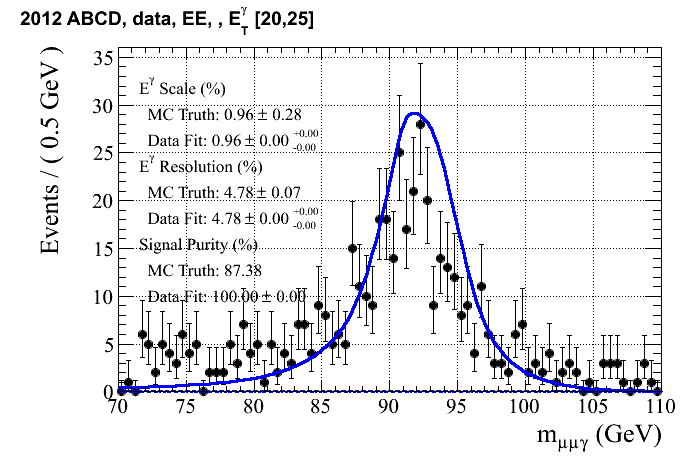 2012 ABCD, data, EE, , E_T^γ [20,25]
Events / ( 0.5 GeV )
35
30
25
20
15
10
5
0
E^γ Scale (%)
MC Truth: 0.96 ± 0.28
Data Fit: 0.96 ± 0.00 +0.00 -0.00
E^γ Resolution (%)
MC Truth: 4.78 ± 0.07
Data Fit: 4.78 ± 0.00 +0.00 -0.00
Signal Purity (%)
MC Truth: 87.38
Data Fit: 100.00 ± 0.00
70 75 80 85 90 95 100 105 110
m_μμγ (GeV)